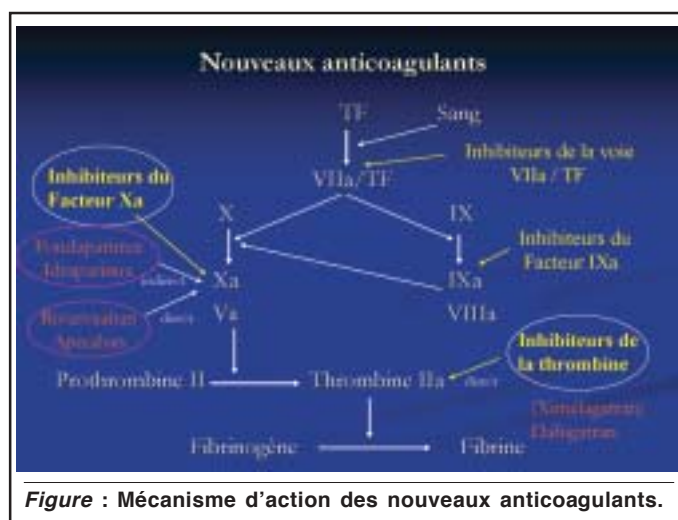 Nouveaux anticoagulants
TF Sang
Inhibiteurs de la voie
VIIa / TF
VIIa/TF
Inhibiteurs du
Facteur Xa
X IX
Fondaparinux
Idraparinux
indirect
Xa
Inhibiteurs du
Facteur IXa
IXa
Rivaroxaban
Apixaban
direct
Va
VIIIa
Inhibiteurs de
la thrombine
Prothrombine II Thrombine IIa direct
(Ximélagatran)
Dabigatran
Fibrinogène Fibrine
Figure : Mécanisme d'action des nouveaux anticoagulants.